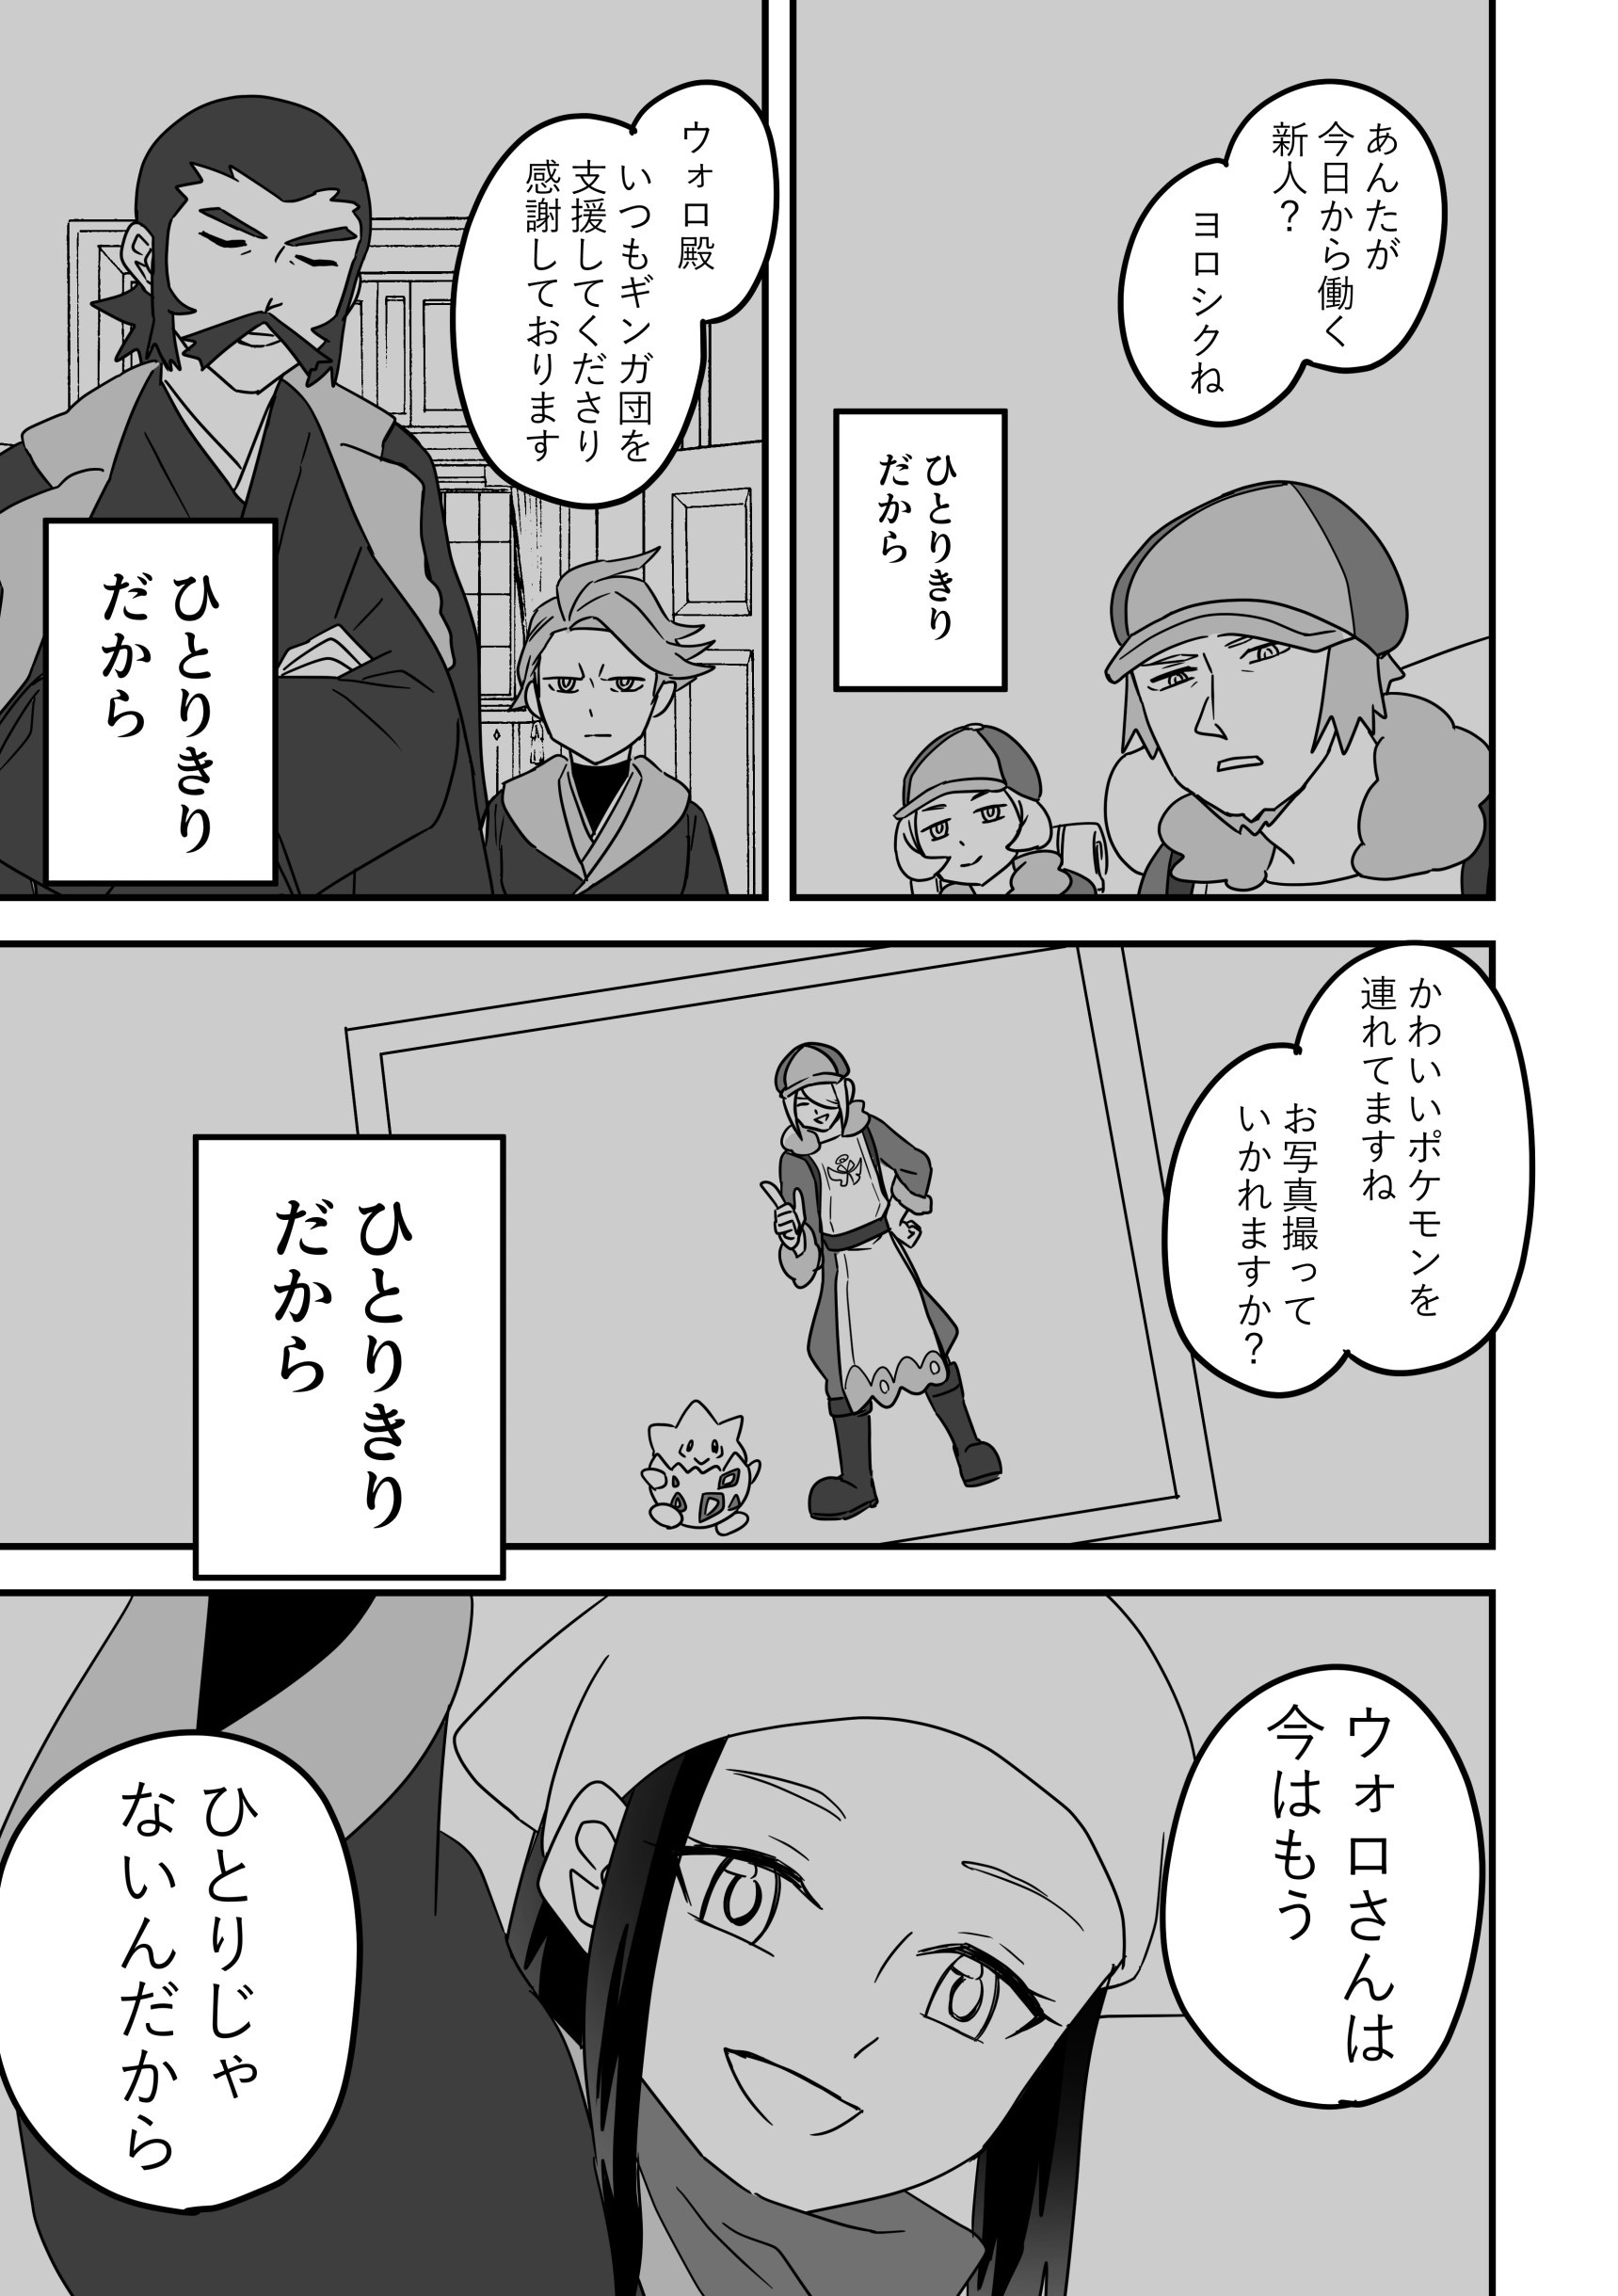 あんたが
今日から働く
新人?
ヨロシクね
ひとりきり
だから
ウォロ殿
いつもギンガ団を
支援してくださり
感謝しております
ひとりきり
だから
かわいいポケモンを
連れてますね
お写真撮って
いかれますか?
ひとりきり
だから
ウォロさんは
今はもう
ひとりじゃ
ないんだから